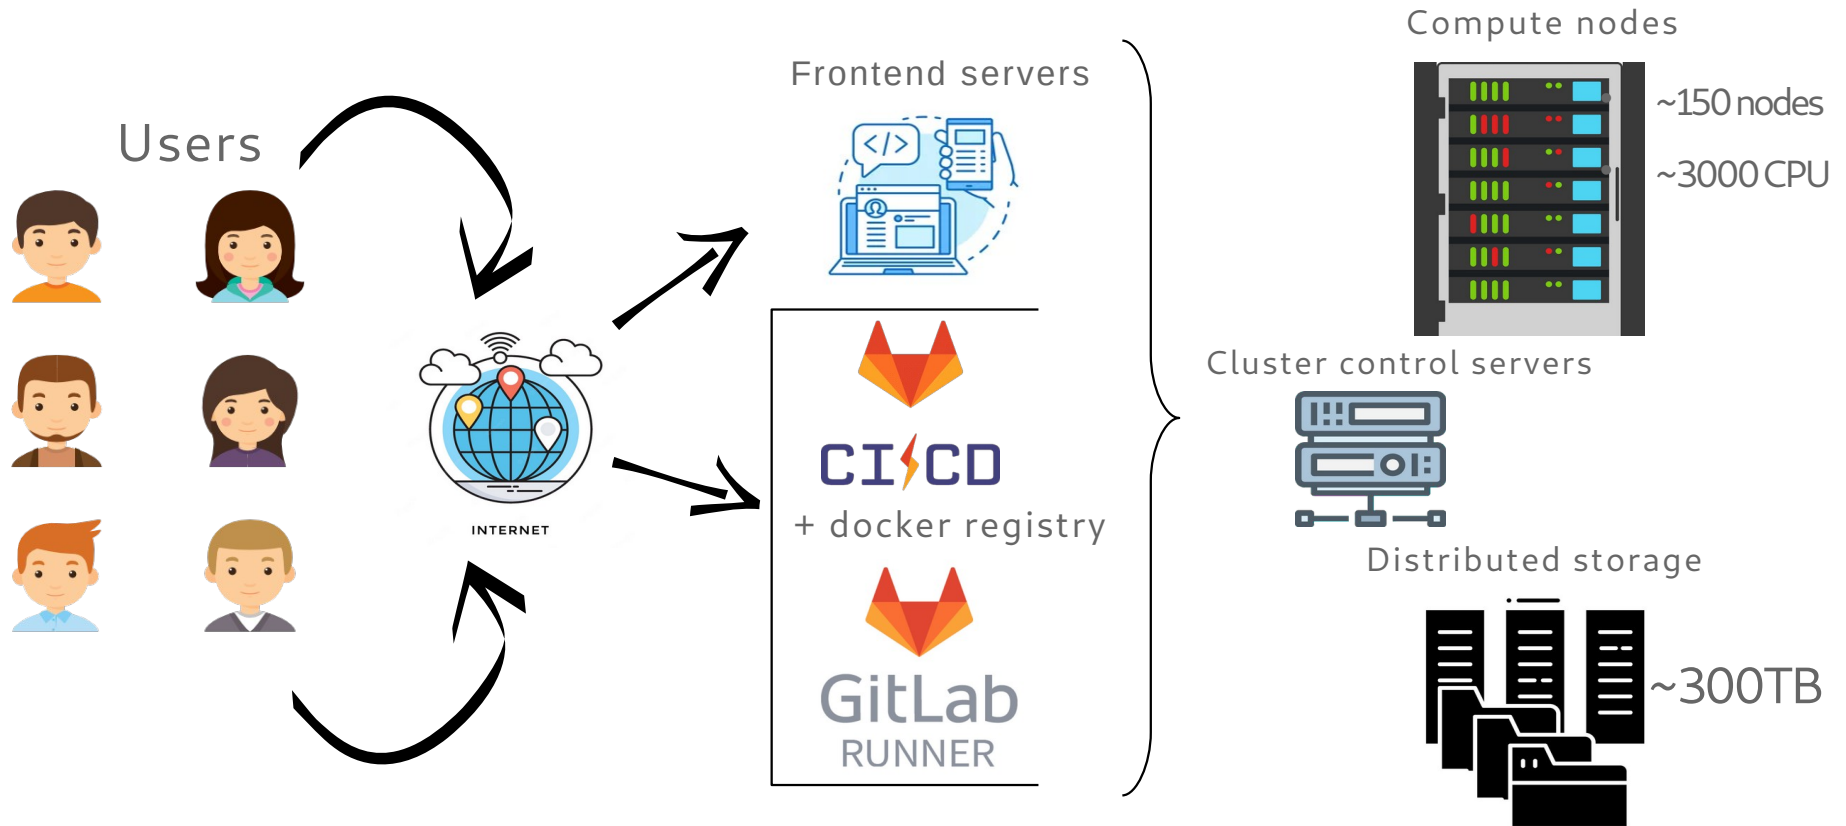 Users
INTERNET
Frontend servers
</>
CI/CD
+ docker registry
GitLab
RUNNER
Compute nodes
~150 nodes
~3000 CPU
Cluster control servers
Distributed storage
~300TB